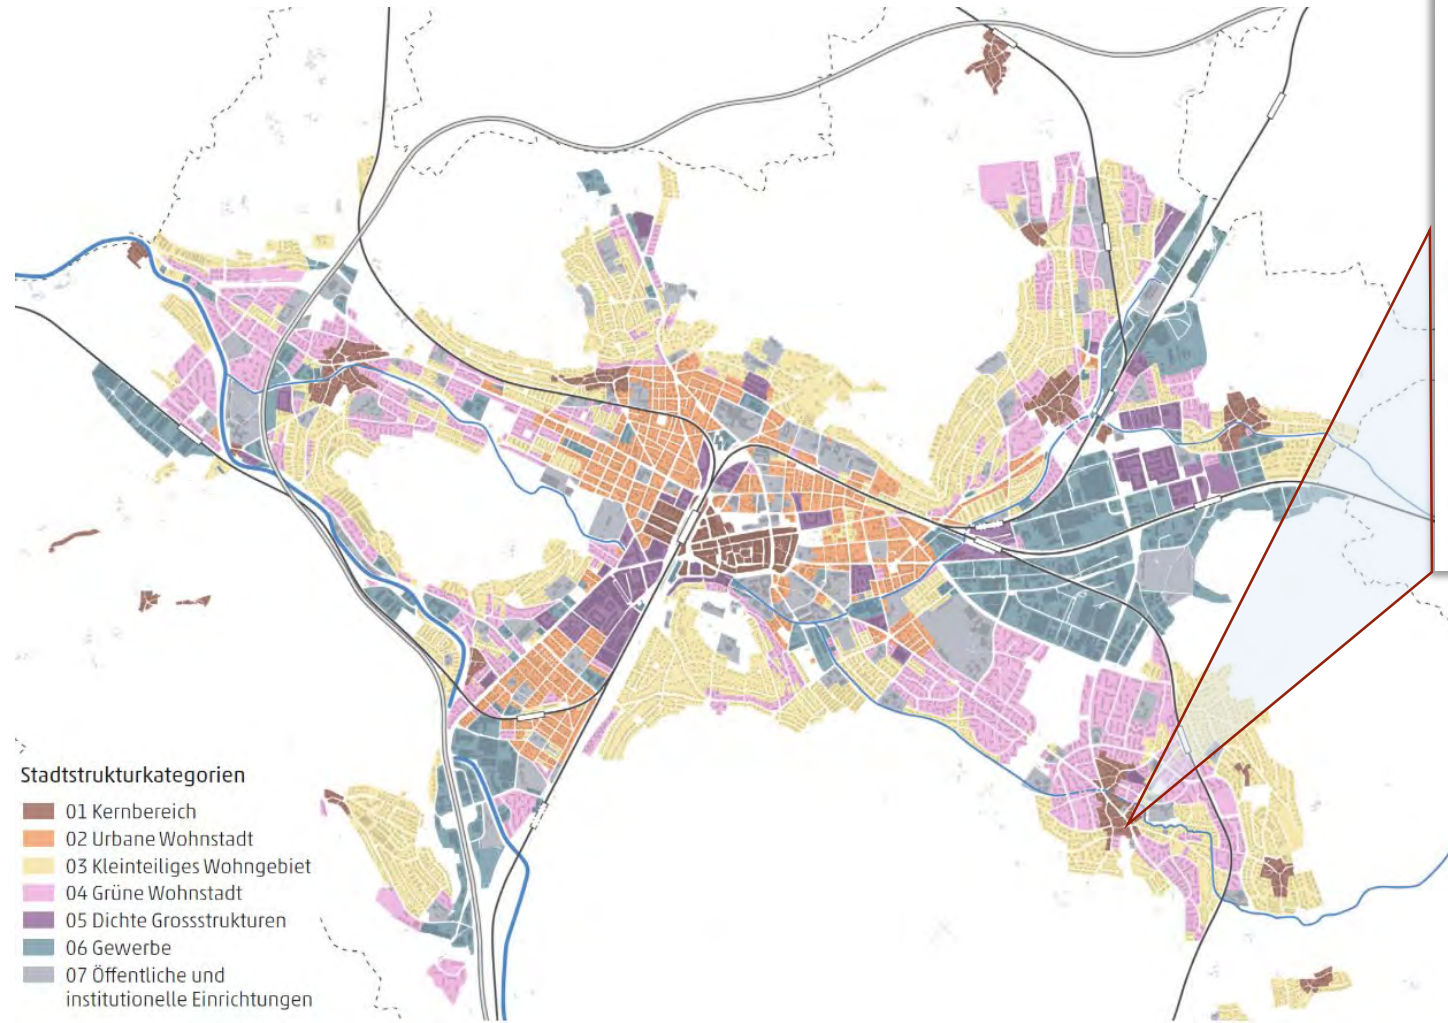 Stadtstrukturkategorien
01 Kernbereich
02 Urbane Wohnstadt
03 Kleinteiliges Wohngebiet
04 Grüne Wohnstadt
05 Dichte Grossstrukturen
06 Gewerbe
07 Öffentliche und
institutionelle Einrichtungen